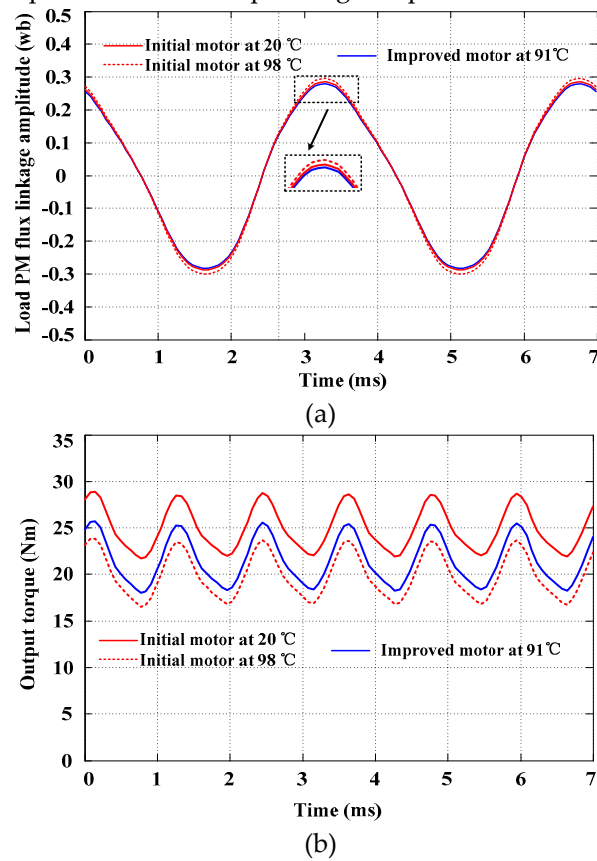 Load PM flux linkage amplitude (wb)
0.5
0.4
0.3
0.2
0.1
0
-0.1
-0.2
-0.3
-0.4
-0.5
Initial motor at 20 ℃
Initial motor at 98 ℃
Improved motor at 91℃
0 1 2 3 4 5 6 7
Time (ms)
(a)
Output torque (Nm)
35
30
25
20
15
10
5
0
Initial motor at 20 ℃
Initial motor at 98 ℃
Improved motor at 91℃
0 1 2 3 4 5 6 7
Time (ms)
(b)